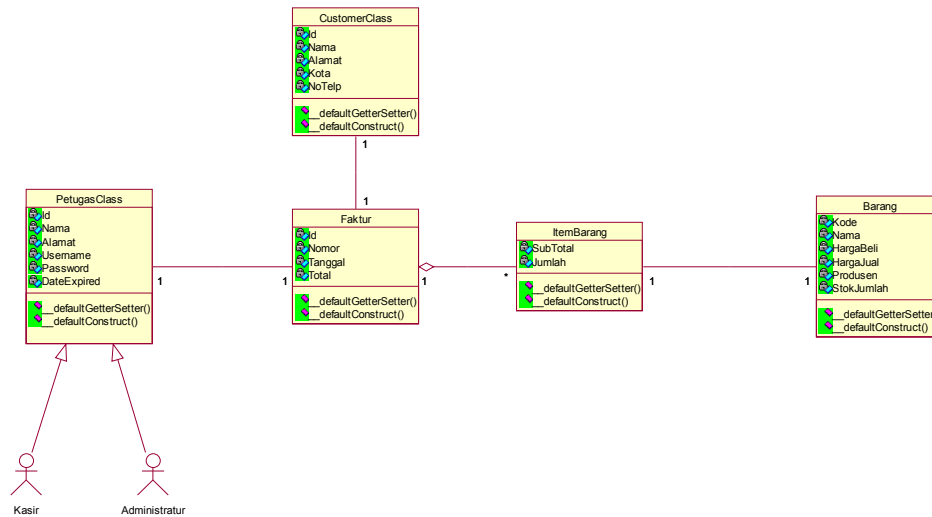 CustomerClass
Id
Nama
Alamat
Kota
NoTelp
__defaultGetterSetter()
__defaultConstruct()
1
1
PetugasClass
Id
Nama
Alamat
Username
Password
DateExpired
__defaultGetterSetter()
__defaultConstruct()
1
1
Faktur
Id
Nomor
Tanggal
Total
__defaultGetterSetter()
__defaultConstruct()
1
*
ItemBarang
SubTotal
Jumlah
__defaultGetterSetter()
__defaultConstruct()
1
1
Barang
Kode
Nama
HargaBeli
HargaJual
Produsen
StokJumlah
__defaultGetterSetter
__defaultConstruct()
Kasir
Administratur